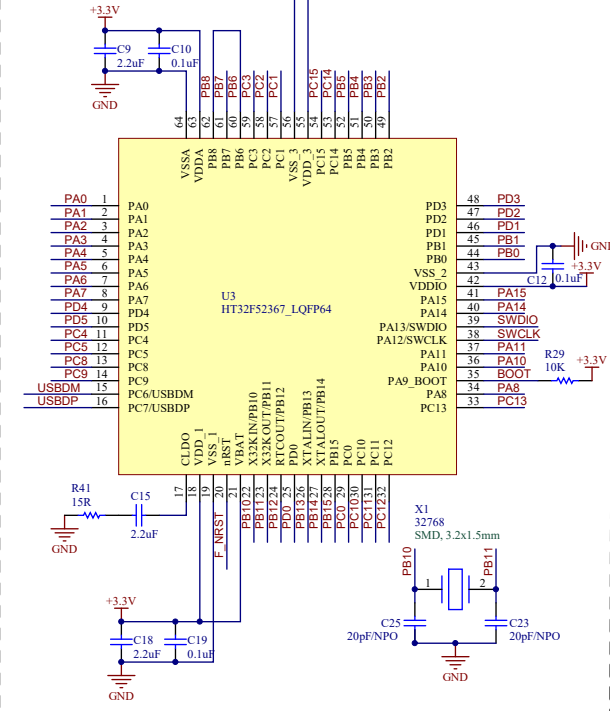 +3.3V
C9
2.2uF
C10
0.1uF
GND
PB8
PB7
PB6
PC3
PC2
PC1
PC15
PC14
PB5
PB4
PB3
PB2
64
63
62
61
60
59
58
57
56
55
54
53
52
51
50
49
VSSA
VDDA
PB8
PB7
PB6
PC3
PC2
PC1
VSS_3
VDD_3
PC15
PC14
PB5
PB4
PB3
PB2
PA0 1 PA0
PA1 2 PA1
PA2 3 PA2
PA3 4 PA3
PA4 5 PA4
PA5 6 PA5
PA6 7 PA6
PA7 8 PA7
PD4 9 PD4
PD5 10 PD5
PC4 11 PC4
PC5 12 PC5
PC8 13 PC8
PC9 14 PC9
USBDM 15 PC6/USBDM
USBDP 16 PC7/USBDP
U3
HT32F52367_LQFP64
PD3 48 PD3
PD2 47 PD2
PD1 46 PD1
PB1 45 PB1
PB0 44 PB0
VSS_2 43
VDDIO 42
PA15 41 PA15
PA14 40 PA14
PA13/SWDIO 39 SWDIO
PA12/SWCLK 38 SWCLK
PA11 37 PA11
PA10 36 PA10
PA9_BOOT 35 BOOT
PA8 34 PA8
PC13 33 PC13
GND
+3.3V
C12
0.1uF
R29
10K
+3.3V
CLDO
VDD_1
VSS_1
nRST
VBAT
X32KIN/PB10
X32KOUT/PB11
RTCOUT/PB12
PD0
XTALIN/PB13
XTALOUT/PB14
PB15
PC0
PC10
PC11
PC12
17
18
19
20
21
22
23
24
25
26
27
28
29
30
31
32
F_NRST
PB10
PB11
PB12
PD0
PB13
PB14
PB15
PC0
PC10
PC11
PC12
R41
15R
C15
2.2uF
GND
+3.3V
C18
2.2uF
C19
0.1uF
GND
X1
32768
SMD, 3.2x1.5mm
PB10
PB11
1
2
C25
20pF/NPO
C23
20pF/NPO
GND